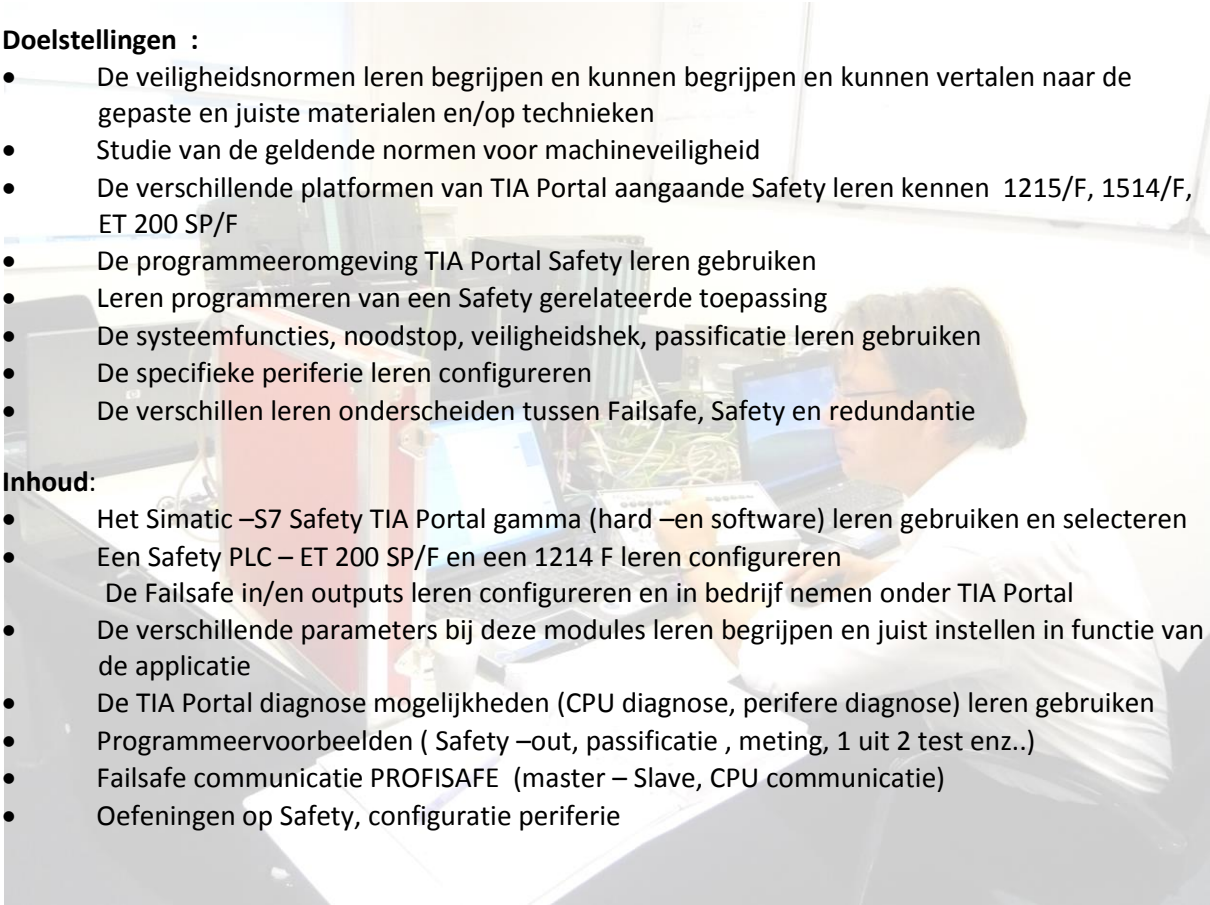 Doelstellingen :
• De veiligheidsnormen leren begrijpen en kunnen begrijpen en kunnen vertalen naar de
gepaste en juiste materialen en/op technieken
• Studie van de geldende normen voor machineveiligheid
• De verschillende platformen van TIA Portal aangaande Safety leren kennen 1215/F, 1514/F,
ET 200 SP/F
• De programmeeromgeving TIA Portal Safety leren gebruiken
• Leren programmeren van een Safety gerelateerde toepassing
• De systeemfuncties, noodstop, veiligheidshek, passificatie leren gebruiken
• De specifieke periferie leren configureren
• De verschillen leren onderscheiden tussen Failsafe, Safety en redundantie
Inhoud:
• Het Simatic –S7 Safety TIA Portal gamma (hard –en software) leren gebruiken en selecteren
• Een Safety PLC – ET 200 SP/F en een 1214 F leren configureren
De Failsafe in/en outputs leren configureren en in bedrijf nemen onder TIA Portal
• De verschillende parameters bij deze modules leren begrijpen en juist instellen in functie van
de applicatie
• De TIA Portal diagnose mogelijkheden (CPU diagnose, perifere diagnose) leren gebruiken
• Programmeervoorbeelden ( Safety –out, passificatie , meting, 1 uit 2 test enz..)
• Failsafe communicatie PROFISAFE (master – Slave, CPU communicatie)
• Oefeningen op Safety, configuratie periferie